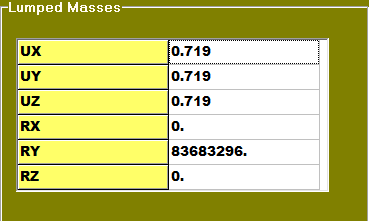 Lumped Masses
UX 0.719
UY 0.719
UZ 0.719
RX 0.
RY 83683296.
RZ 0.